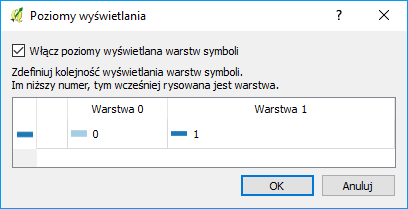 Poziomy wyświetlania
Włącz poziomy wyświetlana warstw symboli
Zdefiniuj kolejność wyświetlania warstw symboli.
Im niższy numer, tym wcześniej rysowana jest warstwa.
Warstwa 0 Warstwa 1
0 1
OK Anuluj